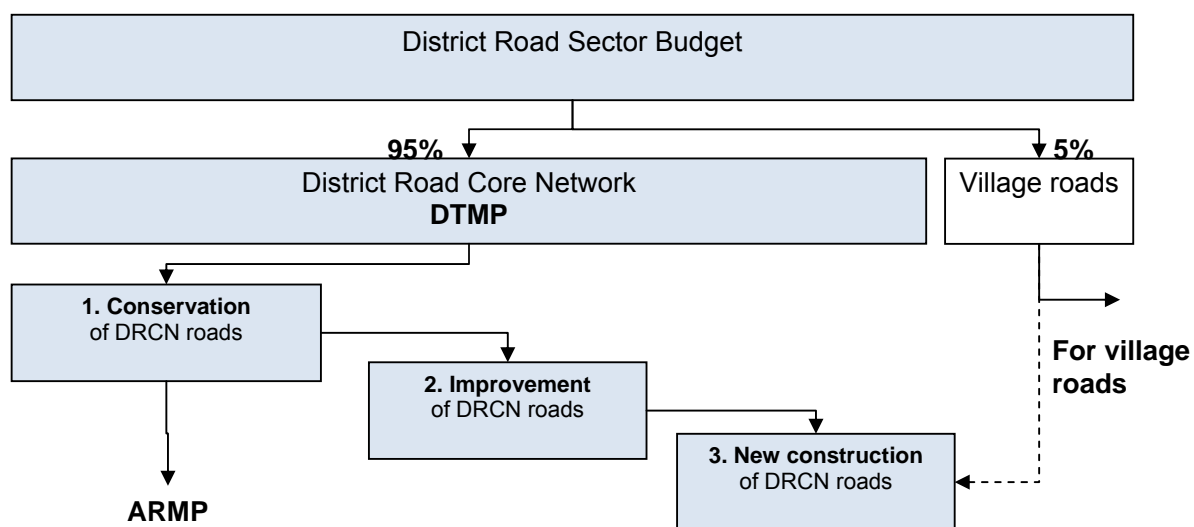 District Road Sector Budget
95%
5%
District Road Core Network
DTMP
Village roads
1. Conservation
of DRCN roads
2. Improvement
of DRCN roads
For village
roads
3. New construction
of DRCN roads
ARMP